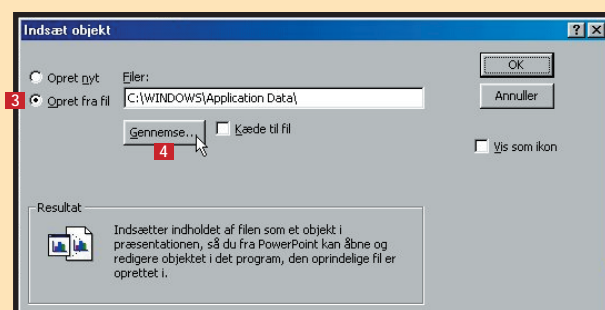 Indsæt objekt
Opret nyt
Filer:
OK
3 Opret fra fil
C:\WINDOWS\Application Data\
Annuller
Gennemse...
Kæde til fil
4
Vis som ikon
Resultat
Indsætter indholdet af filen som et objekt i
præsentationen, så du fra PowerPoint kan åbne og
redigere objektet i det program, den oprindelige fil er
oprettet i.